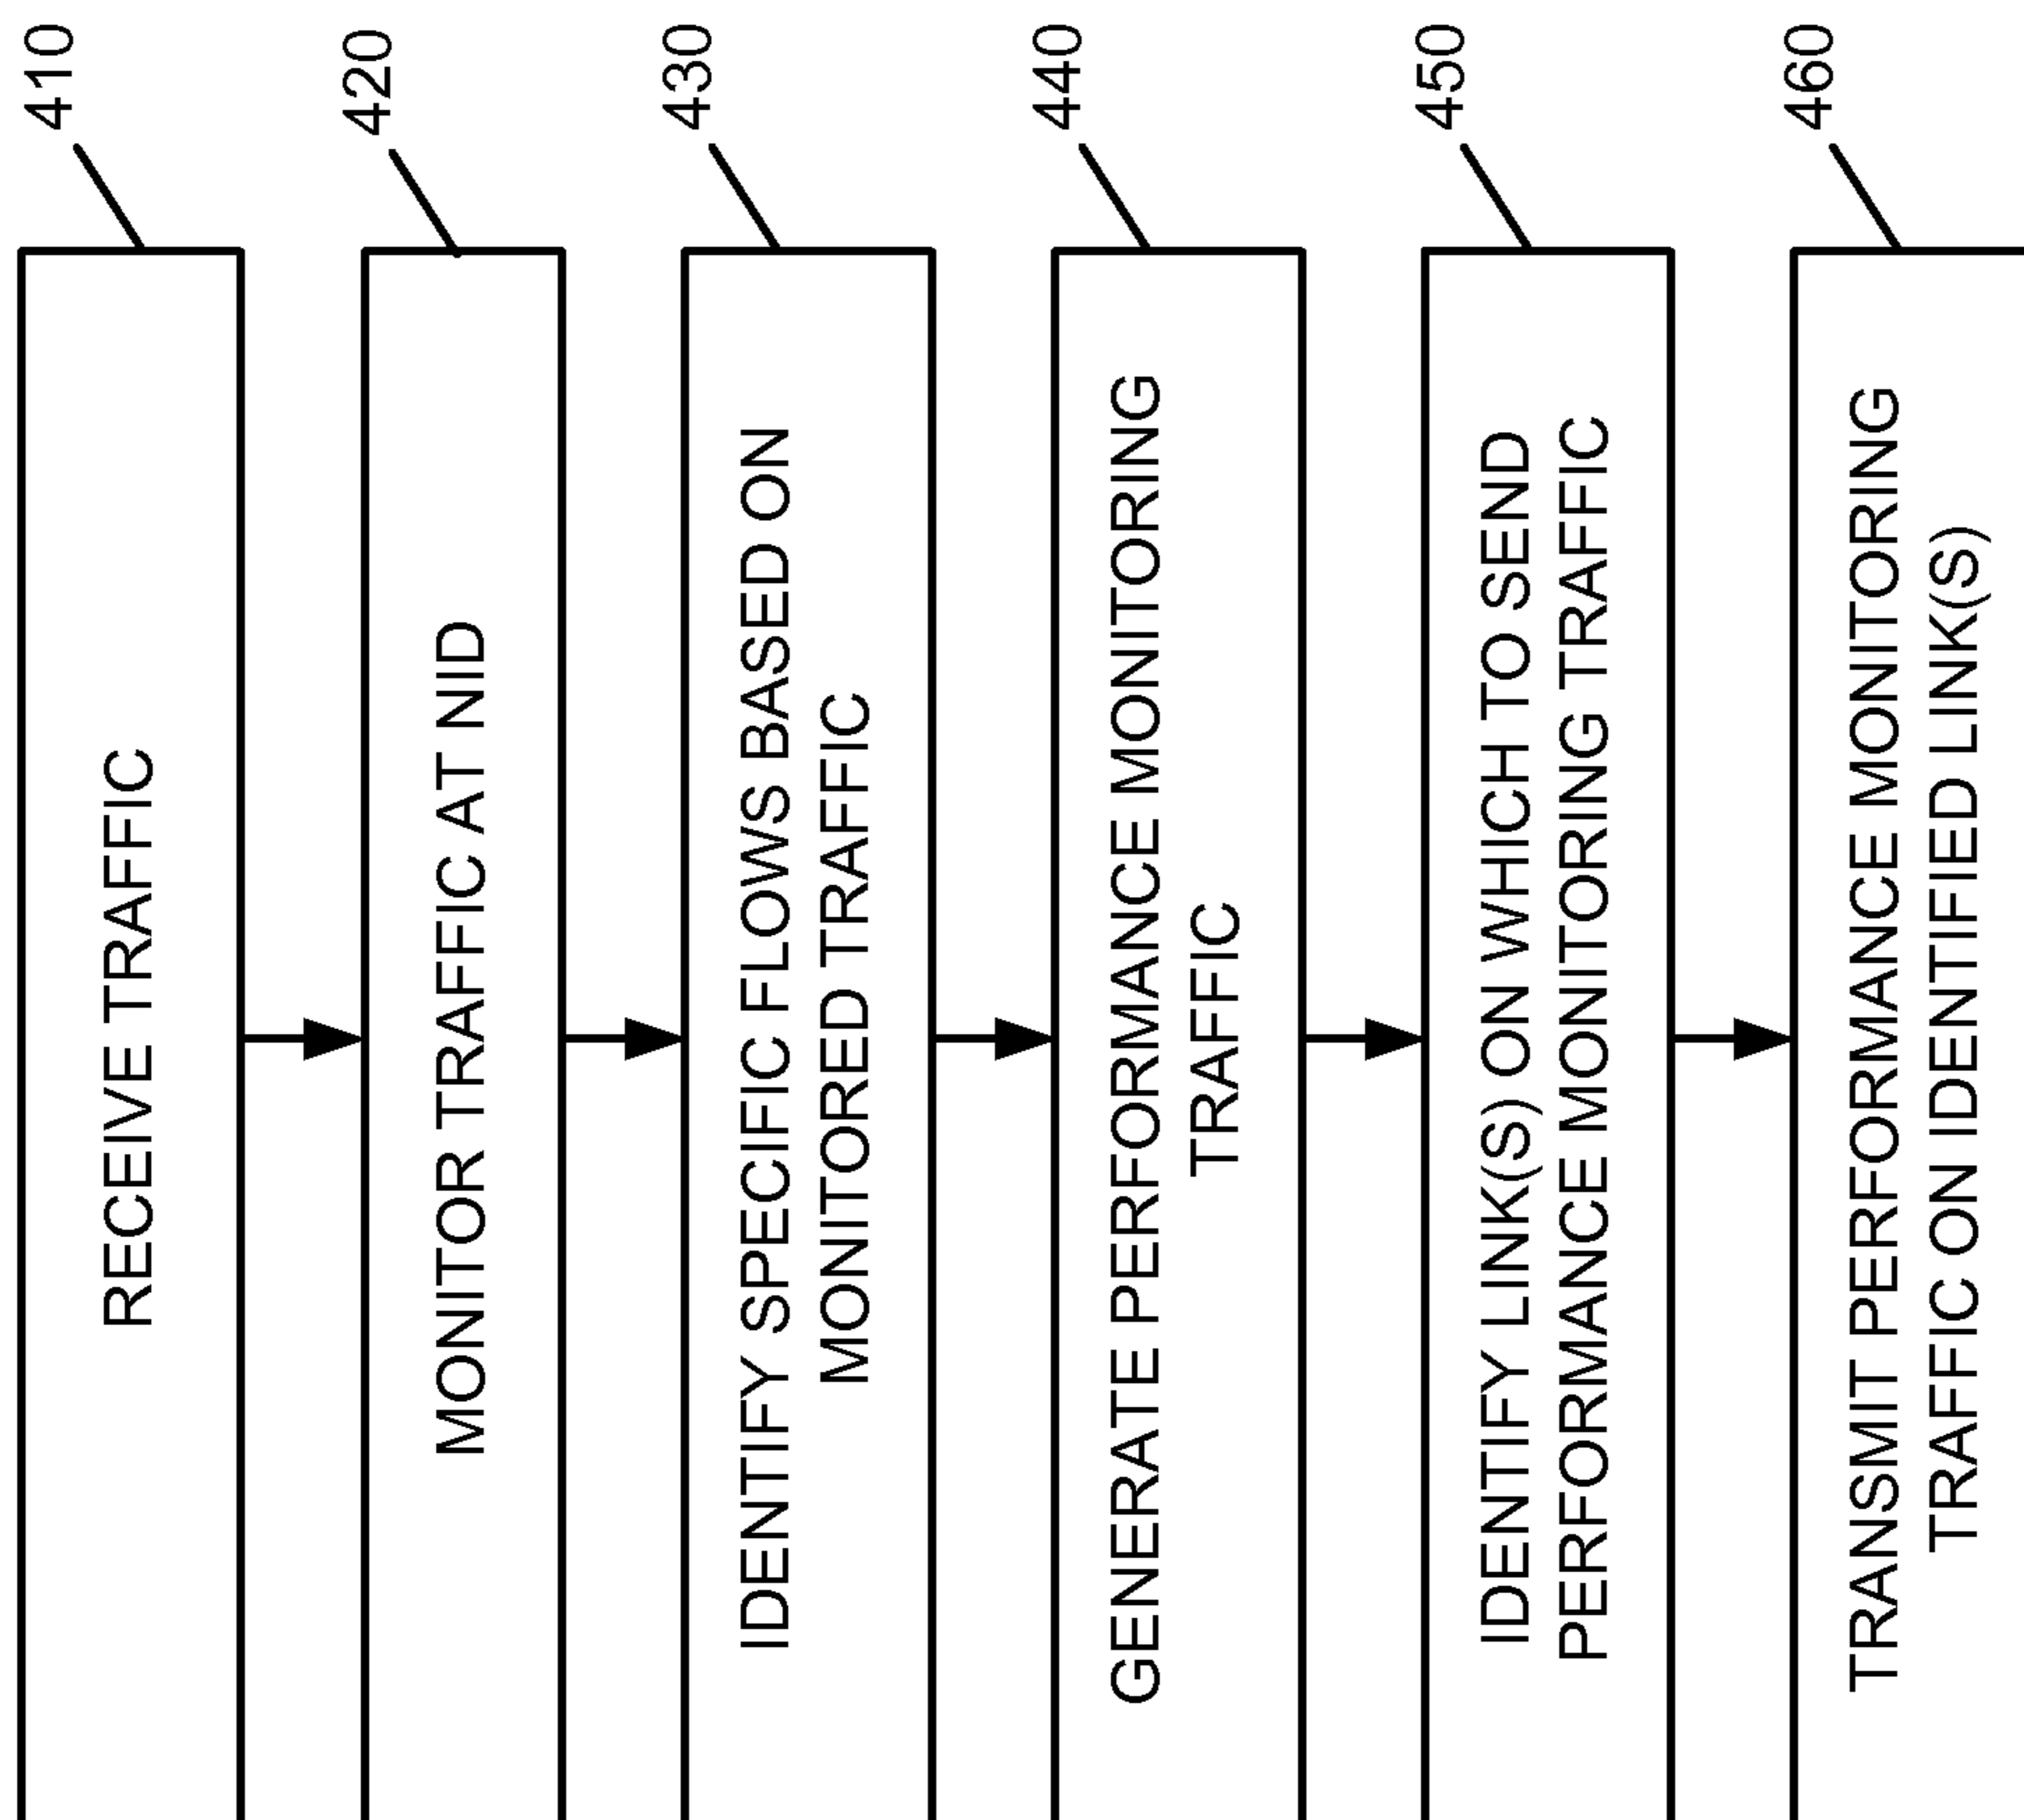 410
RECEIVE TRAFFIC
420
MONITOR TRAFFIC AT NID
430
IDENTIFY SPECIFIC FLOWS BASED ON
MONITORED TRAFFIC
440
GENERATE PERFORMANCE MONITORING
TRAFFIC
450
IDENTIFY LINK(S) ON WHICH TO SEND
PERFORMANCE MONITORING TRAFFIC
460
TRANSMIT PERFORMANCE MONITORING
TRAFFIC ON IDENTIFIED LINK(S)